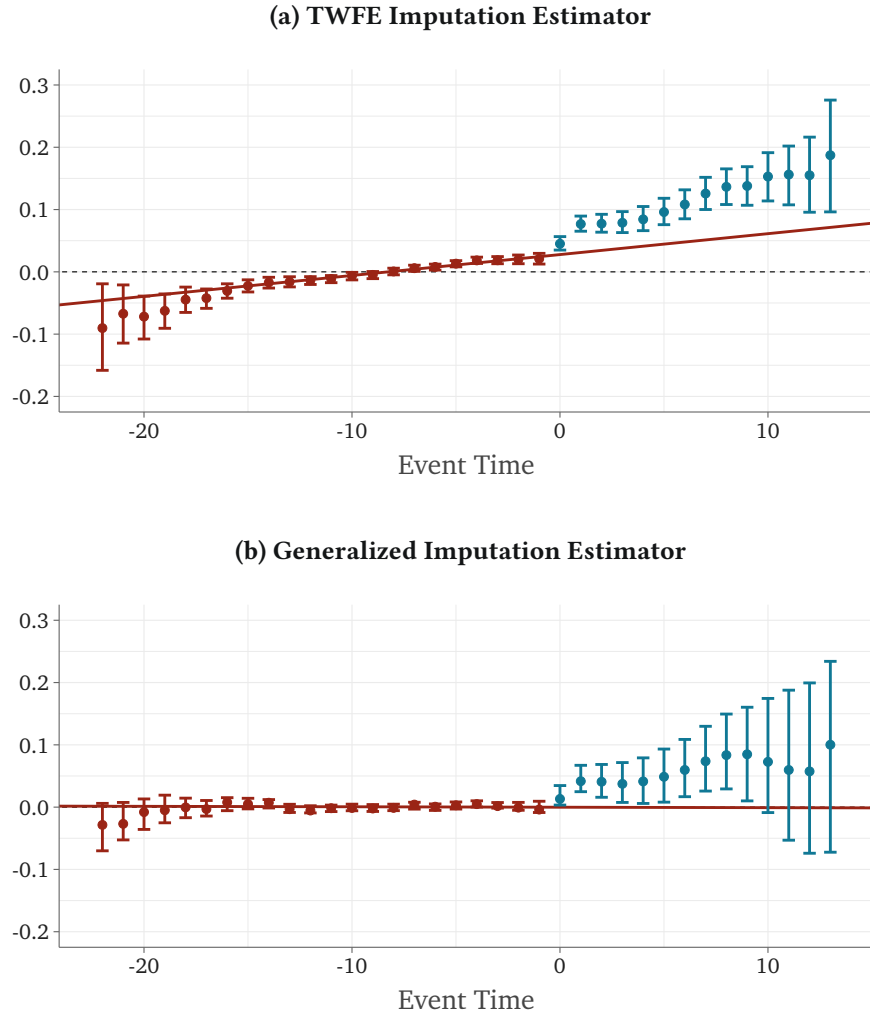 (a) TWFE Imputation Estimator
0.3
0.2
0.1
0.0
-0.1
-0.2
-20 -10 0 10
Event Time
(b) Generalized Imputation Estimator
0.3
0.2
0.1
0.0
-0.1
-0.2
-20 -10 0 10
Event Time